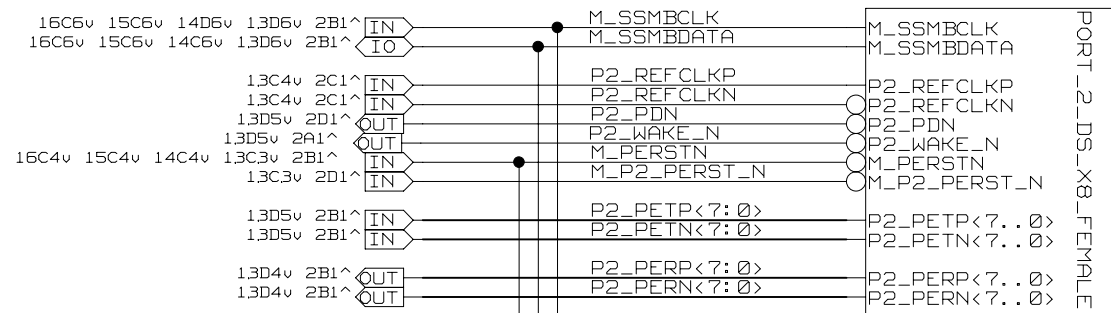 16C6v 15C6v 14D6v 13D6v 2B1^ IN M_SSMBCLK M_SSMBCLK
16C6v 15C6v 14C6v 13D6v 2B1^ IO M_SSMBDATA M_SSMBDATA
13C4v 2C1^ IN P2_REFCLKP P2_REFCLKP
13C4v 2C1^ IN P2_REFCLKN P2_REFCLKN
13D5v 2D1^ OUT P2_PDN P2_PDN
13D5v 2A1^ OUT P2_WAKE_N P2_WAKE_N
16C4v 15C4v 14C4v 13C3v 2B1^ IN M_PERSTN M_PERSTN
13C3v 2D1^ IN M_P2_PERST_N M_P2_PERST_N
13D5v 2B1^ IN P2_PETP<7:0> P2_PETP<7..0>
13D5v 2B1^ IN P2_PETN<7:0> P2_PETN<7..0>
13D4v 2B1^ OUT P2_PERP<7:0> P2_PERP<7..0>
13D4v 2B1^ OUT P2_PERN<7:0> P2_PERN<7..0>
PORT_2_DS_X8_FEMALE